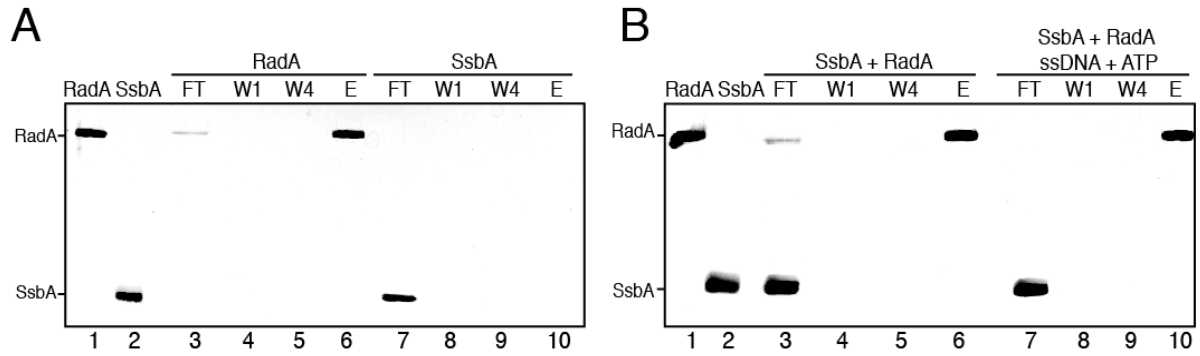 A
RadA SsbA
RadA
FT W1 W4 E
SsbA
FT W1 W4 E
RadA
SsbA
1 2 3 4 5 6 7 8 9 10
B
RadA SsbA
SsbA + RadA
FT W1 W4 E
SsbA + RadA
ssDNA + ATP
FT W1 W4 E
RadA
SsbA
1 2 3 4 5 6 7 8 9 10